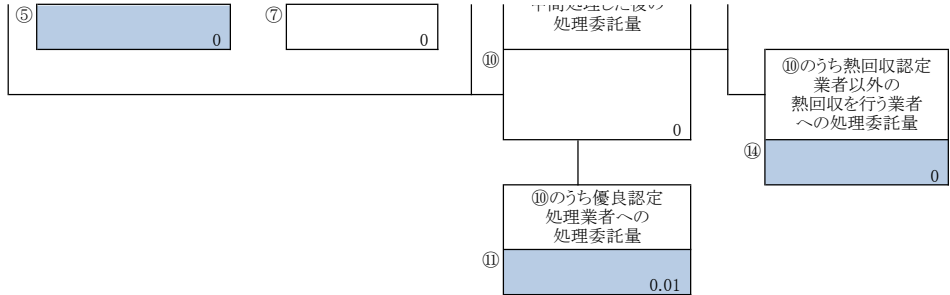 ⑤
0
⑦
0
中間処理した後の
処理委託量
⑩
0
⑩のうち熱回収認定
業者以外の
熱回収を行う業者
への処理委託量
⑭
0
⑩のうち優良認定
処理業者への
処理委託量
⑪
0.01